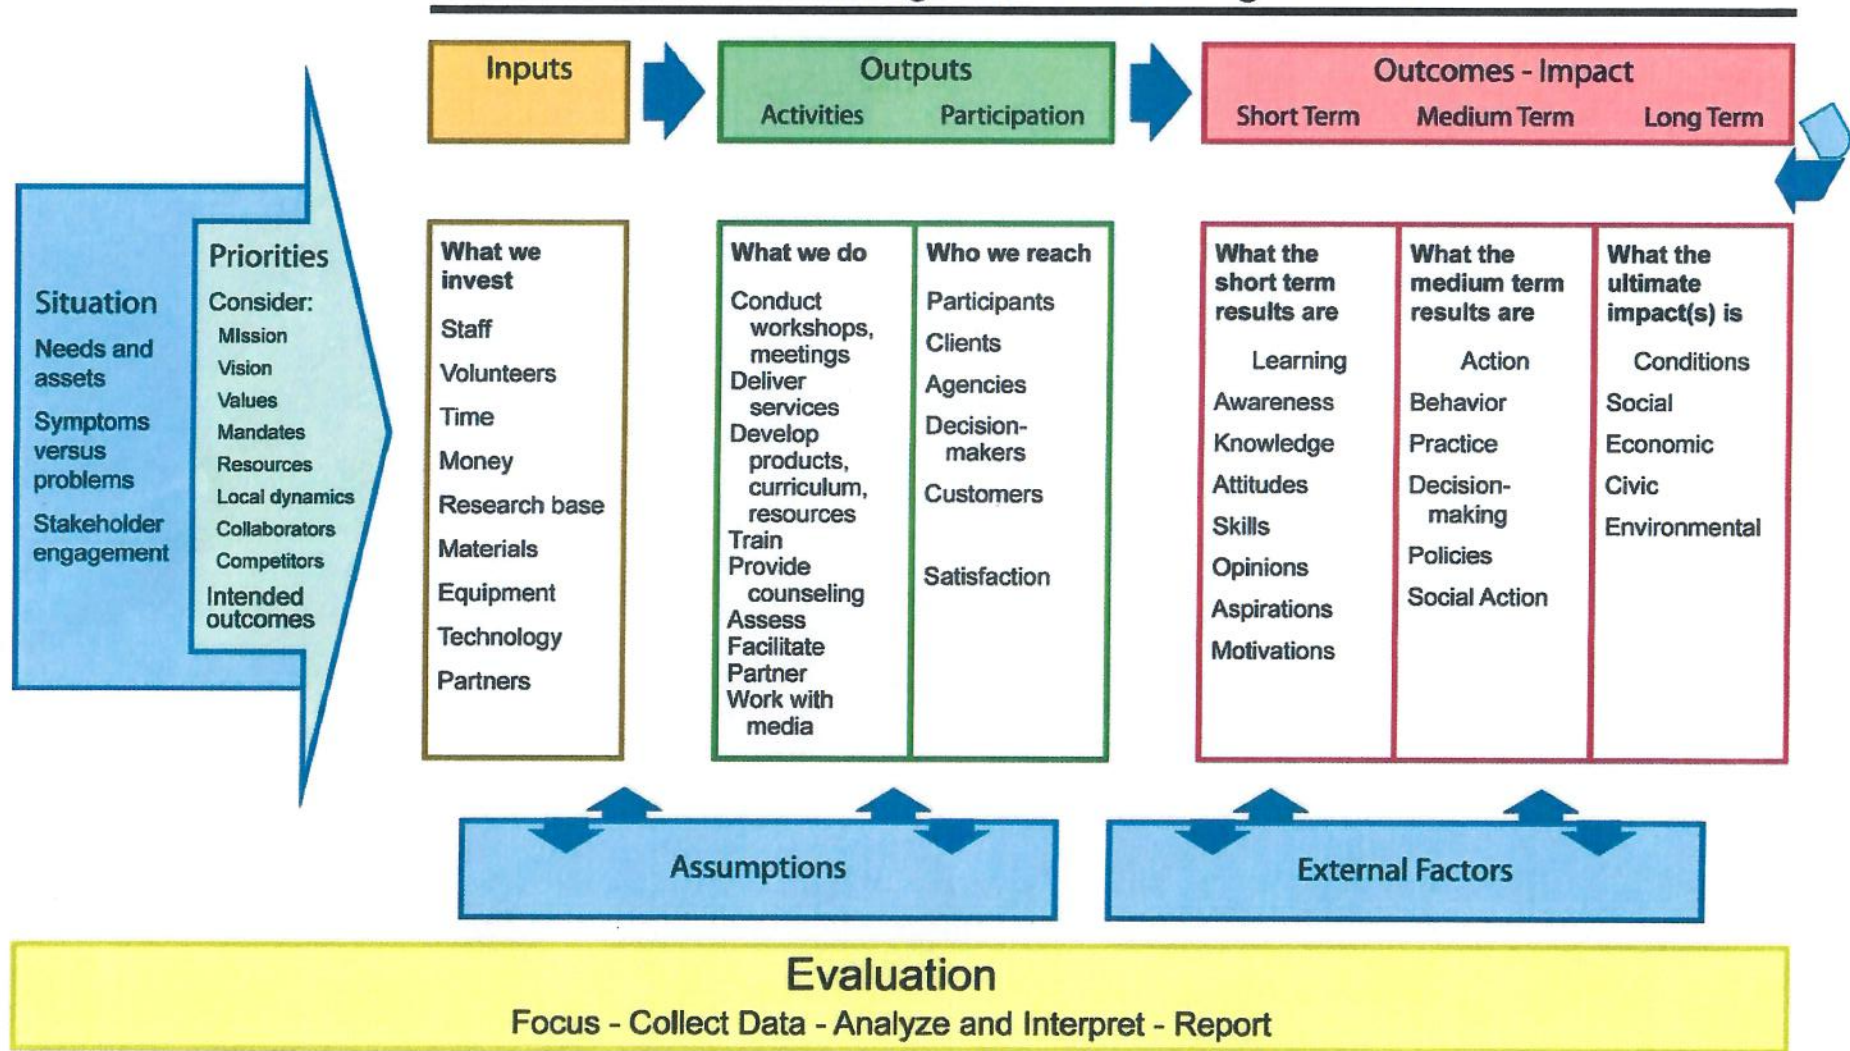 Inputs
Outputs
Activities Participation
Outcomes - Impact
Short Term Medium Term Long Term
Situation
Needs and
assets
Symptoms
versus
problems
Stakeholder
engagement
Priorities
Consider:
MIssion
Vision
Values
Mandates
Resources
Local dynamics
Collaborators
Competitors
Intended
outcomes
What we
invest
Staff
Volunteers
Time
Money
Research base
Materials
Equipment
Technology
Partners
What we do
Conduct
workshops,
meetings
Deliver
services
Develop
products,
curriculum,
resources
Train
Provide
counseling
Assess
Facilitate
Partner
Work with
media
Who we reach
Participants
Clients
Agencies
Decision-
makers
Customers
Satisfaction
What the
short term
results are
Learning
Awareness
Knowledge
Attitudes
Skills
Opinions
Aspirations
Motivations
What the
medium term
results are
Action
Behavior
Practice
Decision-
making
Policies
Social Action
What the
ultimate
impact(s) is
Conditions
Social
Economic
Civic
Environmental
Assumptions
External Factors
Evaluation
Focus - Collect Data - Analyze and Interpret - Report